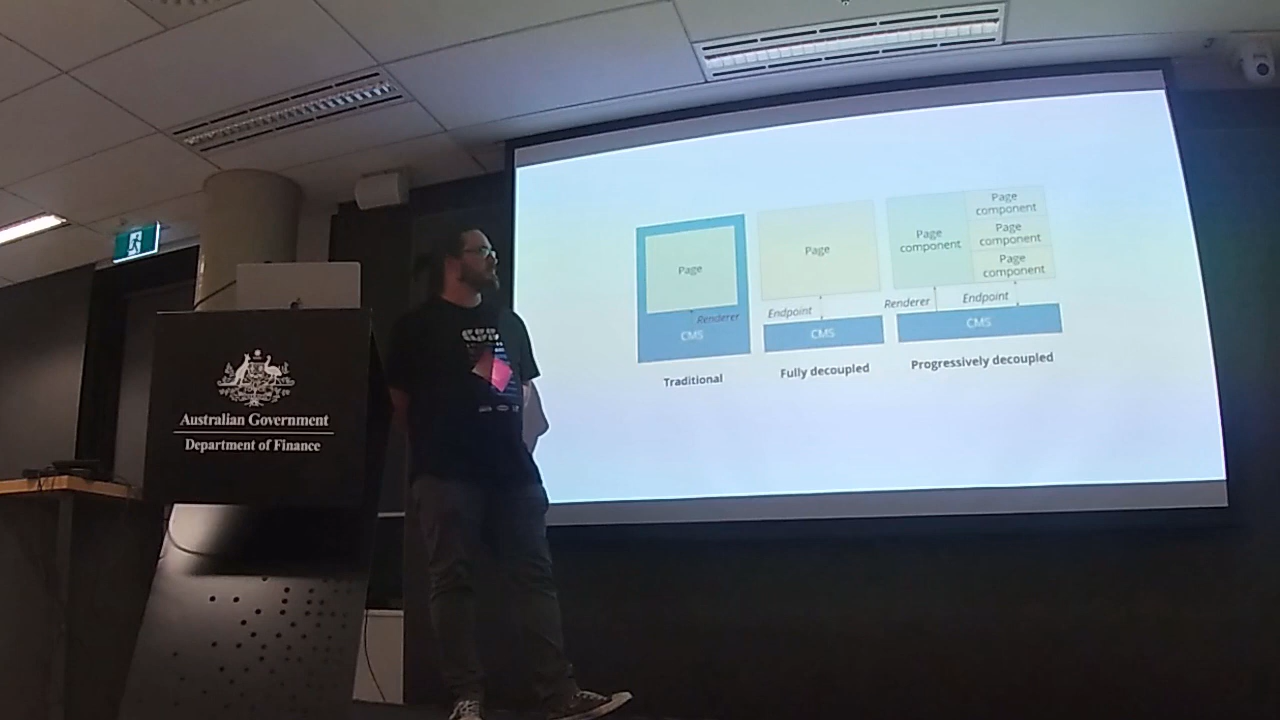 Australian Government
Department of Finance
Page
Renderer
CMS
Traditional
Page
Endpoint
CMS
Fully decoupled
Page
component
Page
component
Page
component
Page
component
Renderer
Endpoint
CMS
Progressively decoupled